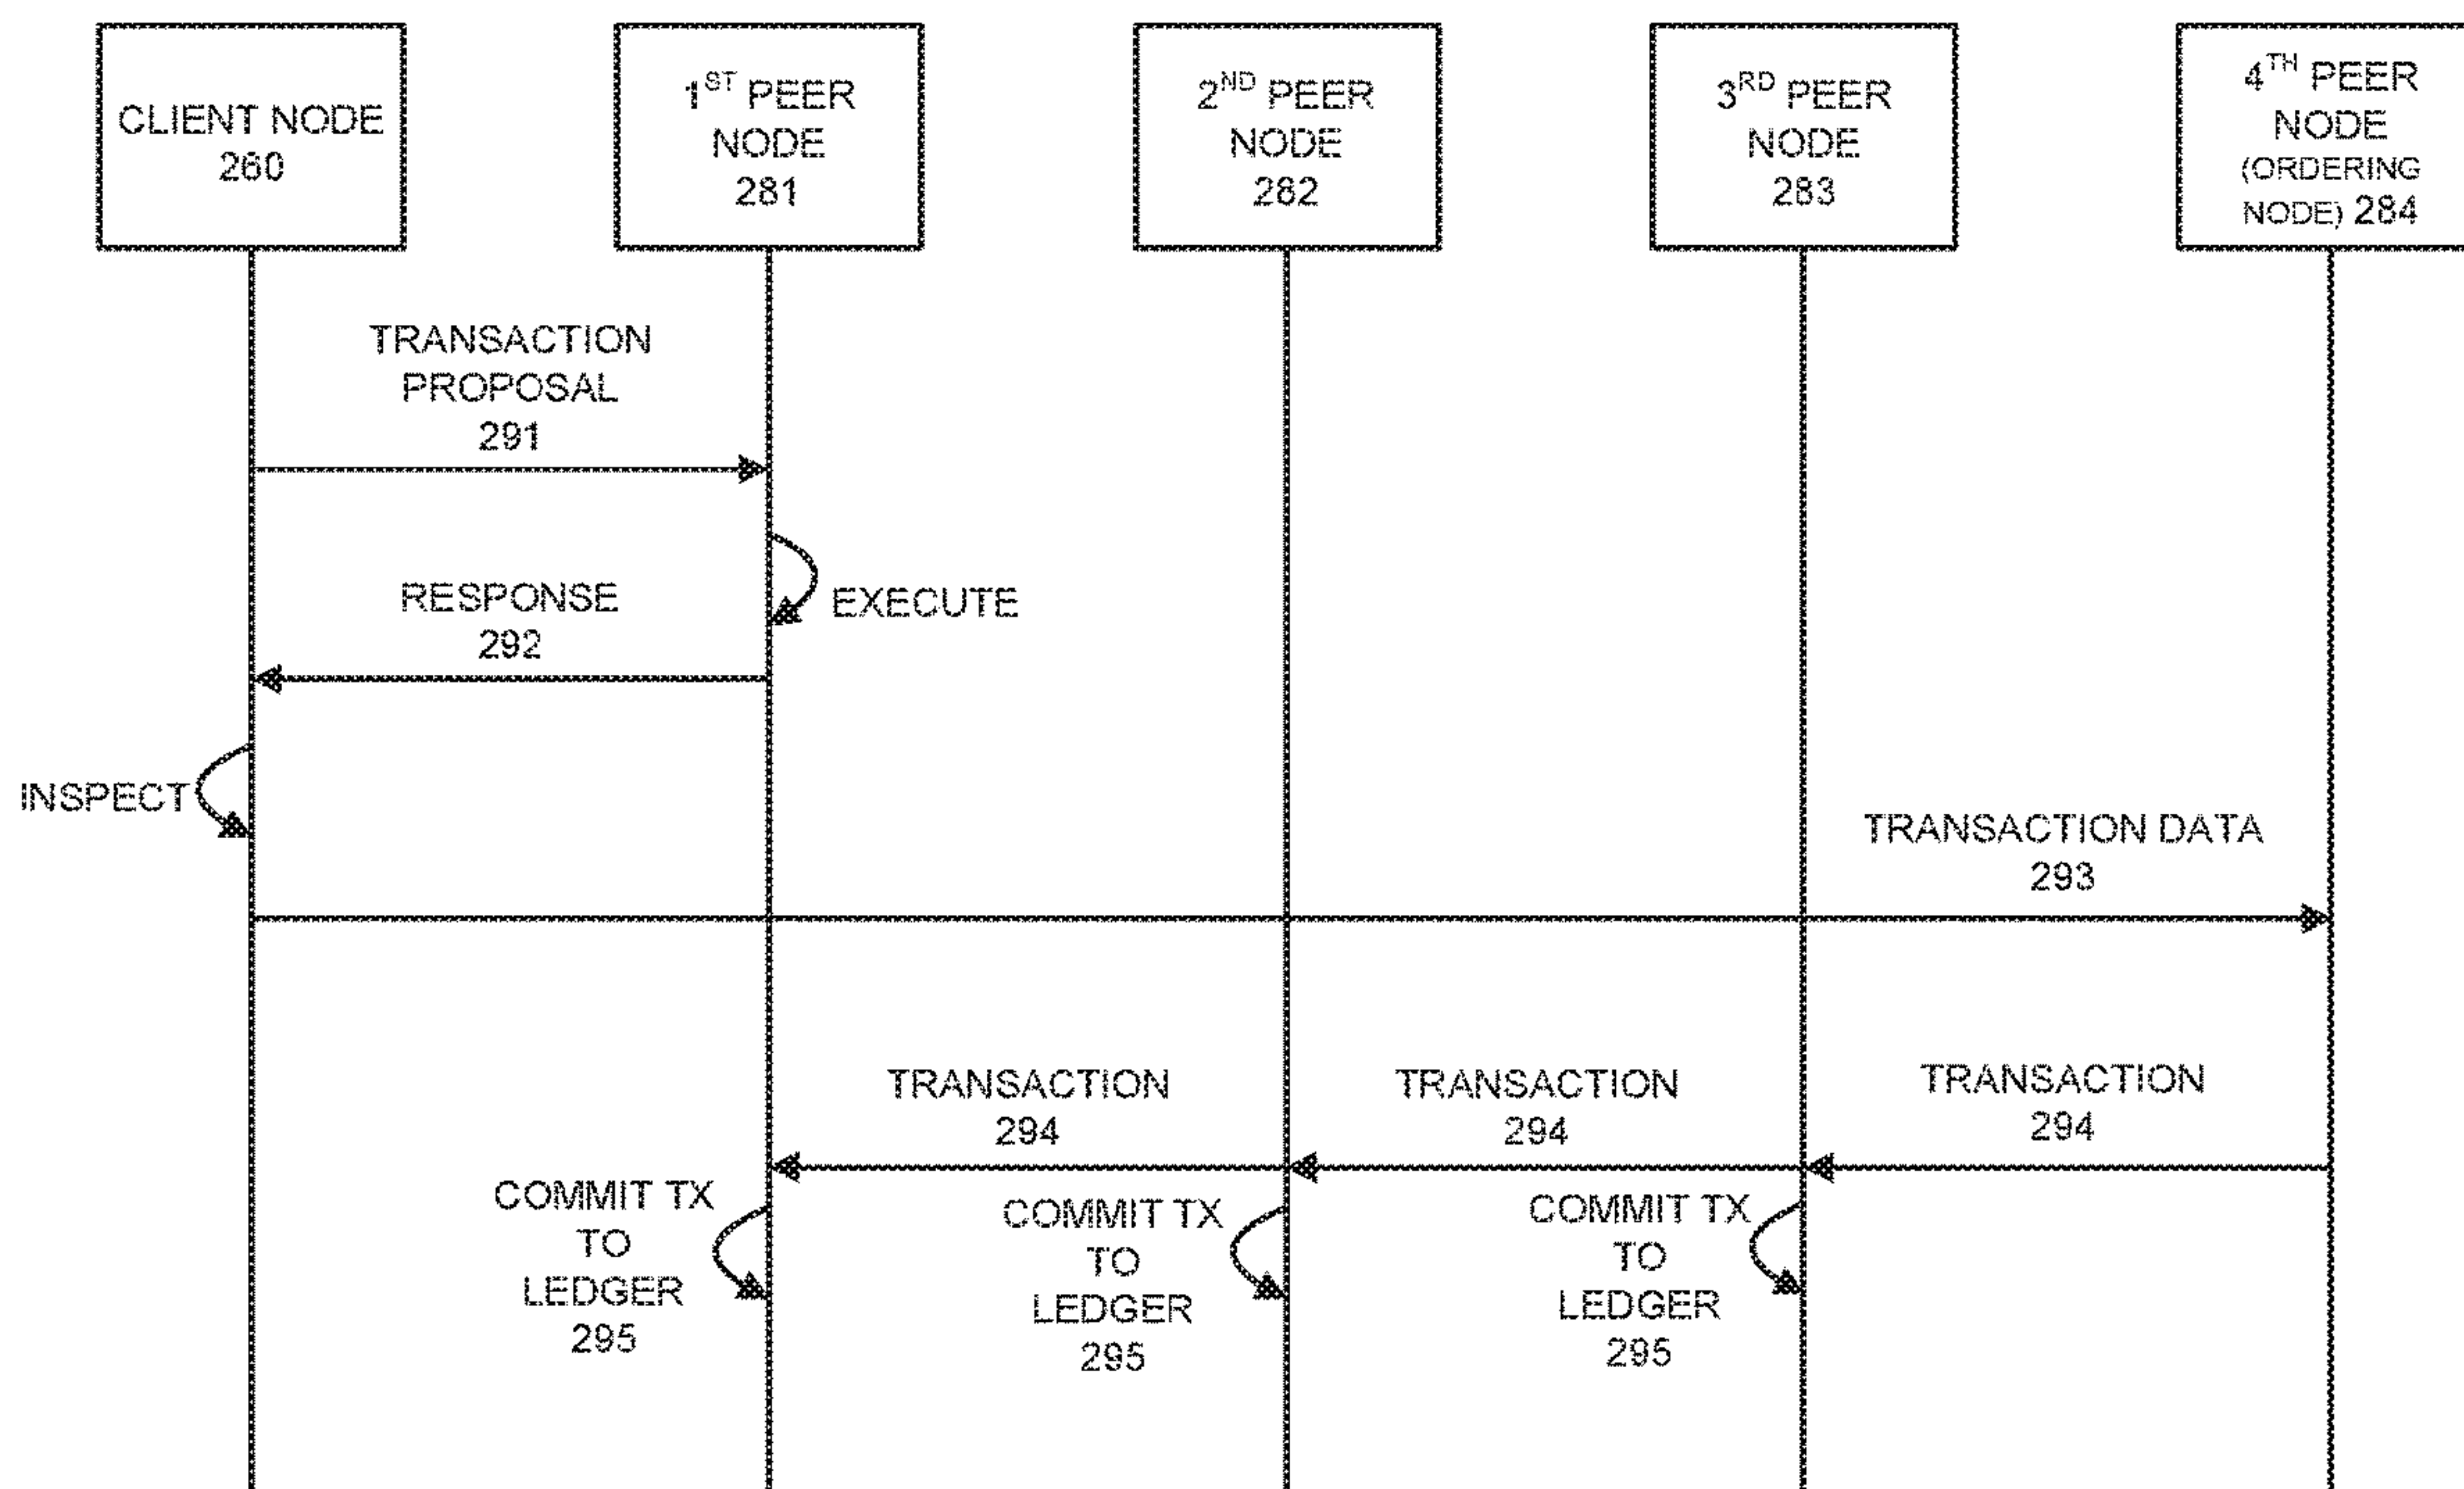 CLIENT NODE
260
1ST PEER
NODE
281
2ND PEER
NODE
282
3RD PEER
NODE
283
4TH PEER
NODE
(ORDERING
NODE) 284
TRANSACTION
PROPOSAL
291
EXECUTE
RESPONSE
292
INSPECT
TRANSACTION DATA
293
TRANSACTION
294
TRANSACTION
294
TRANSACTION
294
COMMIT TX
TO
LEDGER
295
COMMIT TX
TO
LEDGER
295
COMMIT TX
TO
LEDGER
295